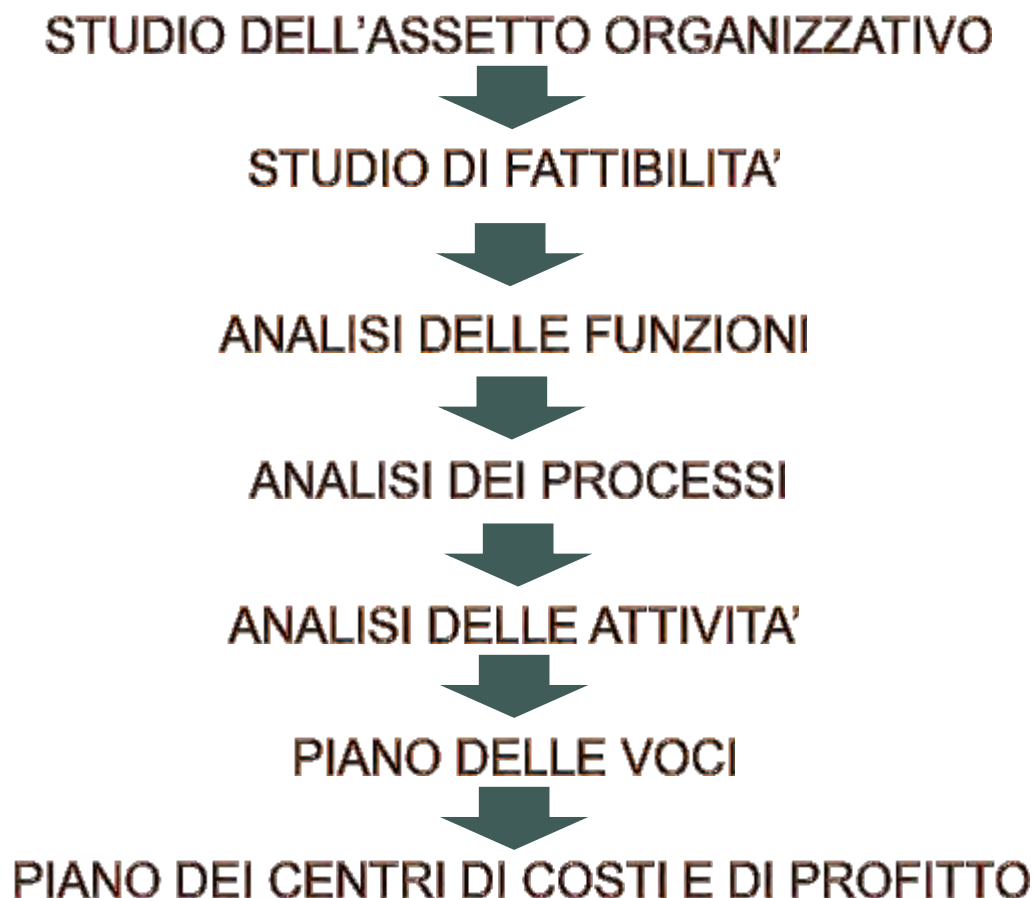 STUDIO DELL'ASSETTO ORGANIZZATIVO
STUDIO DI FATTIBILITA'
ANALISI DELLE FUNZIONI
ANALISI DEI PROCESSI
ANALISI DELLE ATTIVITA'
PIANO DELLE VOCI
PIANO DEI CENTRI DI COSTI E DI PROFITTO